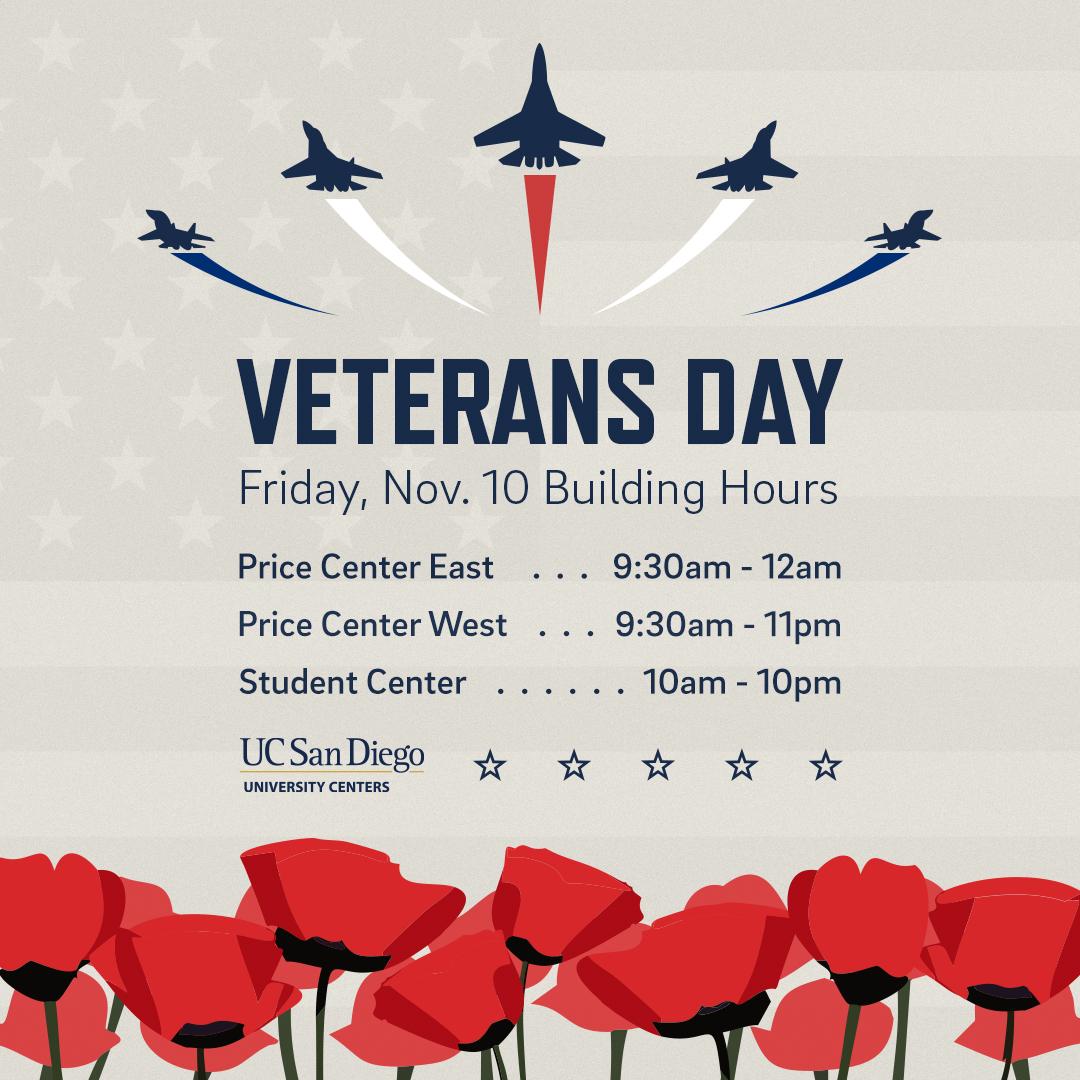 VETERANS DAY
Friday, Nov. 10 Building Hours
Price Center East . . . 9:30am - 12am
Price Center West . . . 9:30am - 11pm
Student Center . . . . . . 10am - 10pm
UC San Diego
UNIVERSITY CENTERS